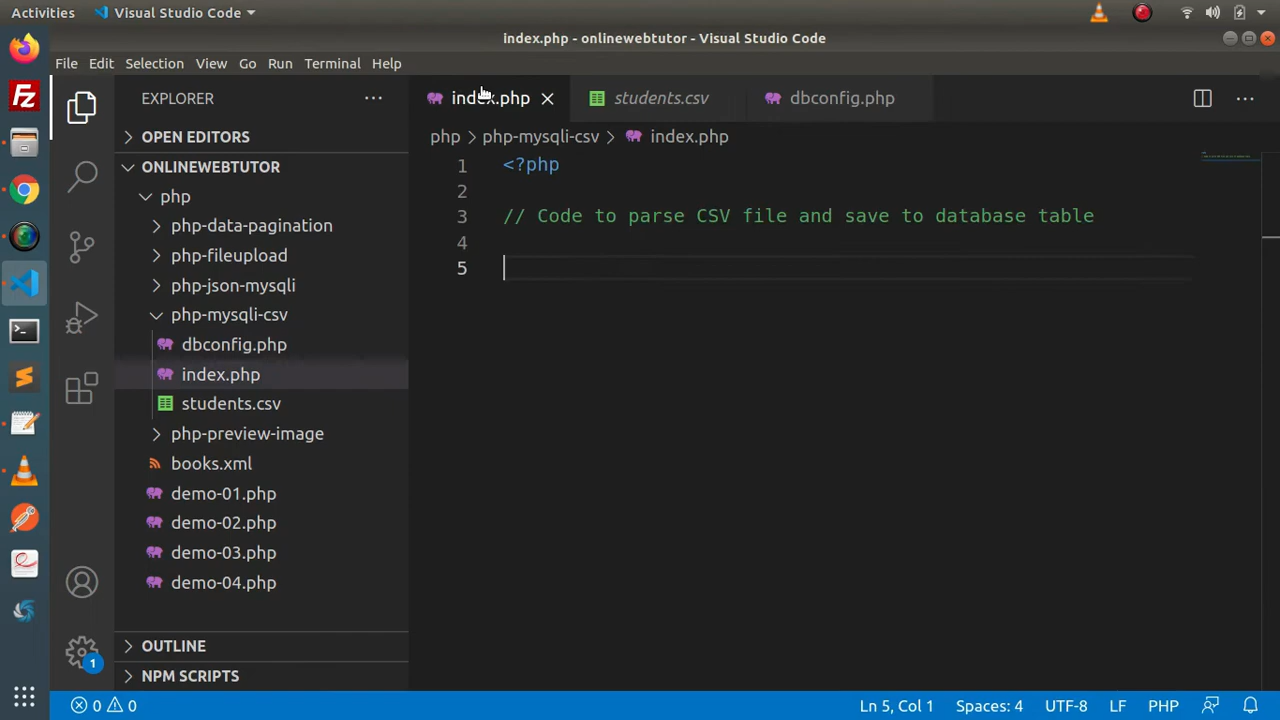 Activities
Visual Studio Code
index.php - onlinewebtutor - Visual Studio Code
File Edit Selection View Go Run Terminal Help
EXPLORER
OPEN EDITORS
ONLINEWEBTUTOR
php
php-data-pagination
php-fileupload
php-json-mysqli
php-mysqli-csv
dbconfig.php
index.php
students.csv
php-preview-image
books.xml
demo-01.php
demo-02.php
demo-03.php
demo-04.php
OUTLINE
NPM SCRIPTS
index.php
students.csv
dbconfig.php
php > php-mysqli-csv > index.php
1 <?php
2
3 // Code to parse CSV file and save to database table
4
5
Fz
1
0 0
Ln 5, Col 1 Spaces: 4 UTF-8 LF PHP